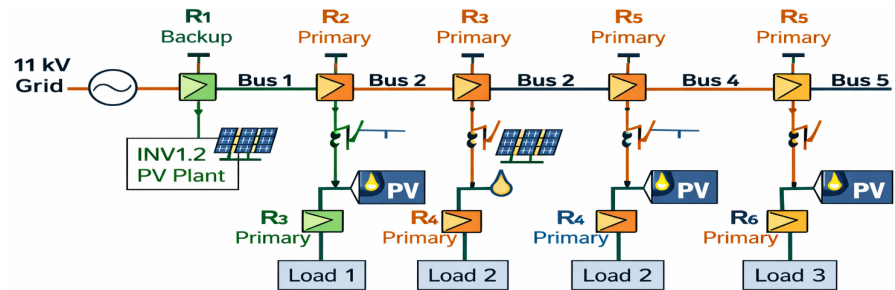 R1
Backup
R2
Primary
R3
Primary
R5
Primary
R5
Primary
11 kV
Grid
Bus 1
Bus 2
Bus 2
Bus 4
Bus 5
INV1.2
PV Plant
PV
PV
PV
R3
Primary
R4
Primary
R4
Primary
R6
Primary
Load 1
Load 2
Load 2
Load 3